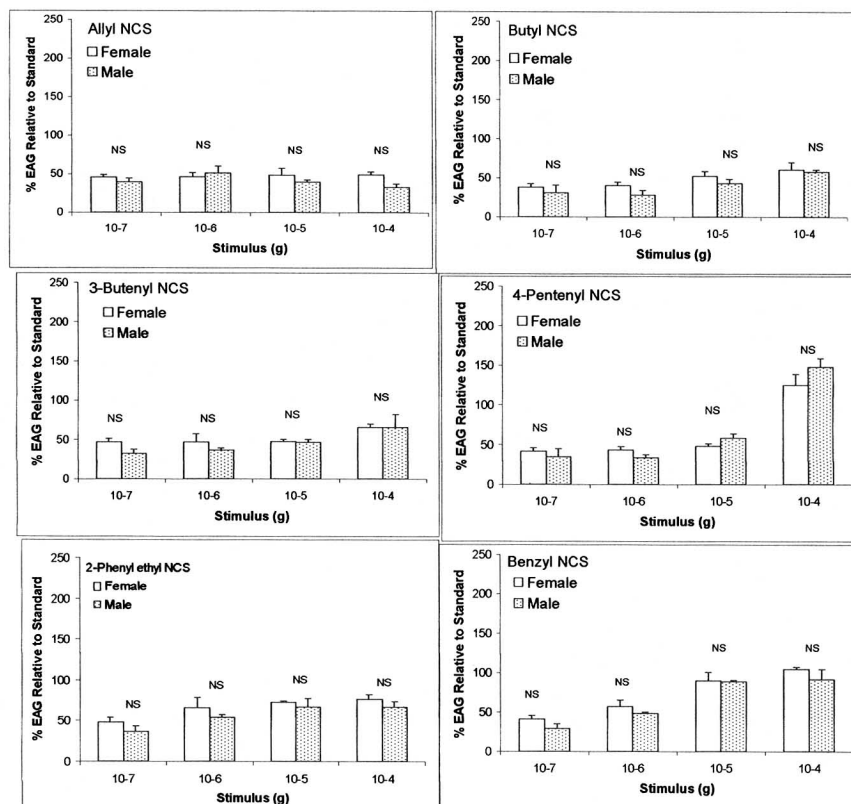 Allyl NCS
Female
Male
% EAG Relative to Standard
250
200
150
100
50
0
NS NS NS NS
10-7 10-6 10-5 10-4
Stimulus (g)
Butyl NCS
Female
Male
% EAG Relative to Standard
250
200
150
100
50
0
NS NS NS NS
10-7 10-6 10-5 10-4
Stimulus (g)
3-Butenyl NCS
Female
Male
% EAG Relative to Standard
250
200
150
100
50
0
NS NS NS NS
10-7 10-6 10-5 10-4
Stimulus (g)
4-Pentenyl NCS
Female
Male
% EAG Relative to Standard
250
200
150
100
50
0
NS NS NS NS
10-7 10-6 10-5 10-4
Stimulus (g)
2-Phenyl ethyl NCS
Female
Male
% EAG Relative to Standard
250
200
150
100
50
0
NS NS NS NS
10-7 10-6 10-5 10-4
Stimulus (g)
Benzyl NCS
Female
Male
% EAG Relative to Standard
250
200
150
100
50
0
NS NS NS NS
10-7 10-6 10-5 10-4
Stimulus (g)